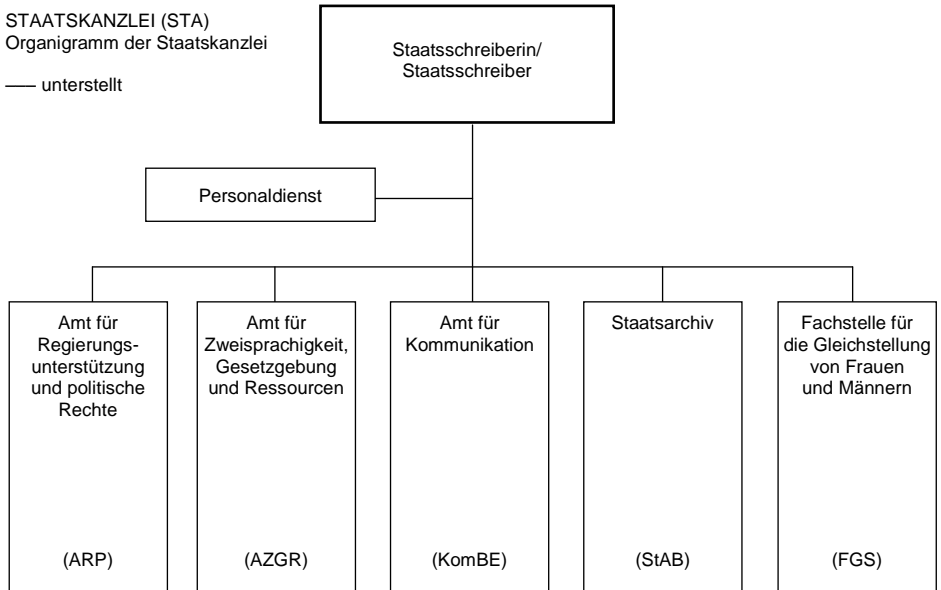 STAATSKANZLEI (STA)
Organigramm der Staatskanzlei
—– unterstellt
Staatsschreiberin/
Staatsschreiber
Personaldienst
Amt für
Regierungs-
unterstützung
und politische
Rechte
(ARP)
Amt für
Zweisprachigkeit,
Gesetzgebung
und Ressourcen
(AZGR)
Amt für
Kommunikation
(KomBE)
Staatsarchiv
(StAB)
Fachstelle für
die Gleichstellung
von Frauen
und Männern
(FGS)